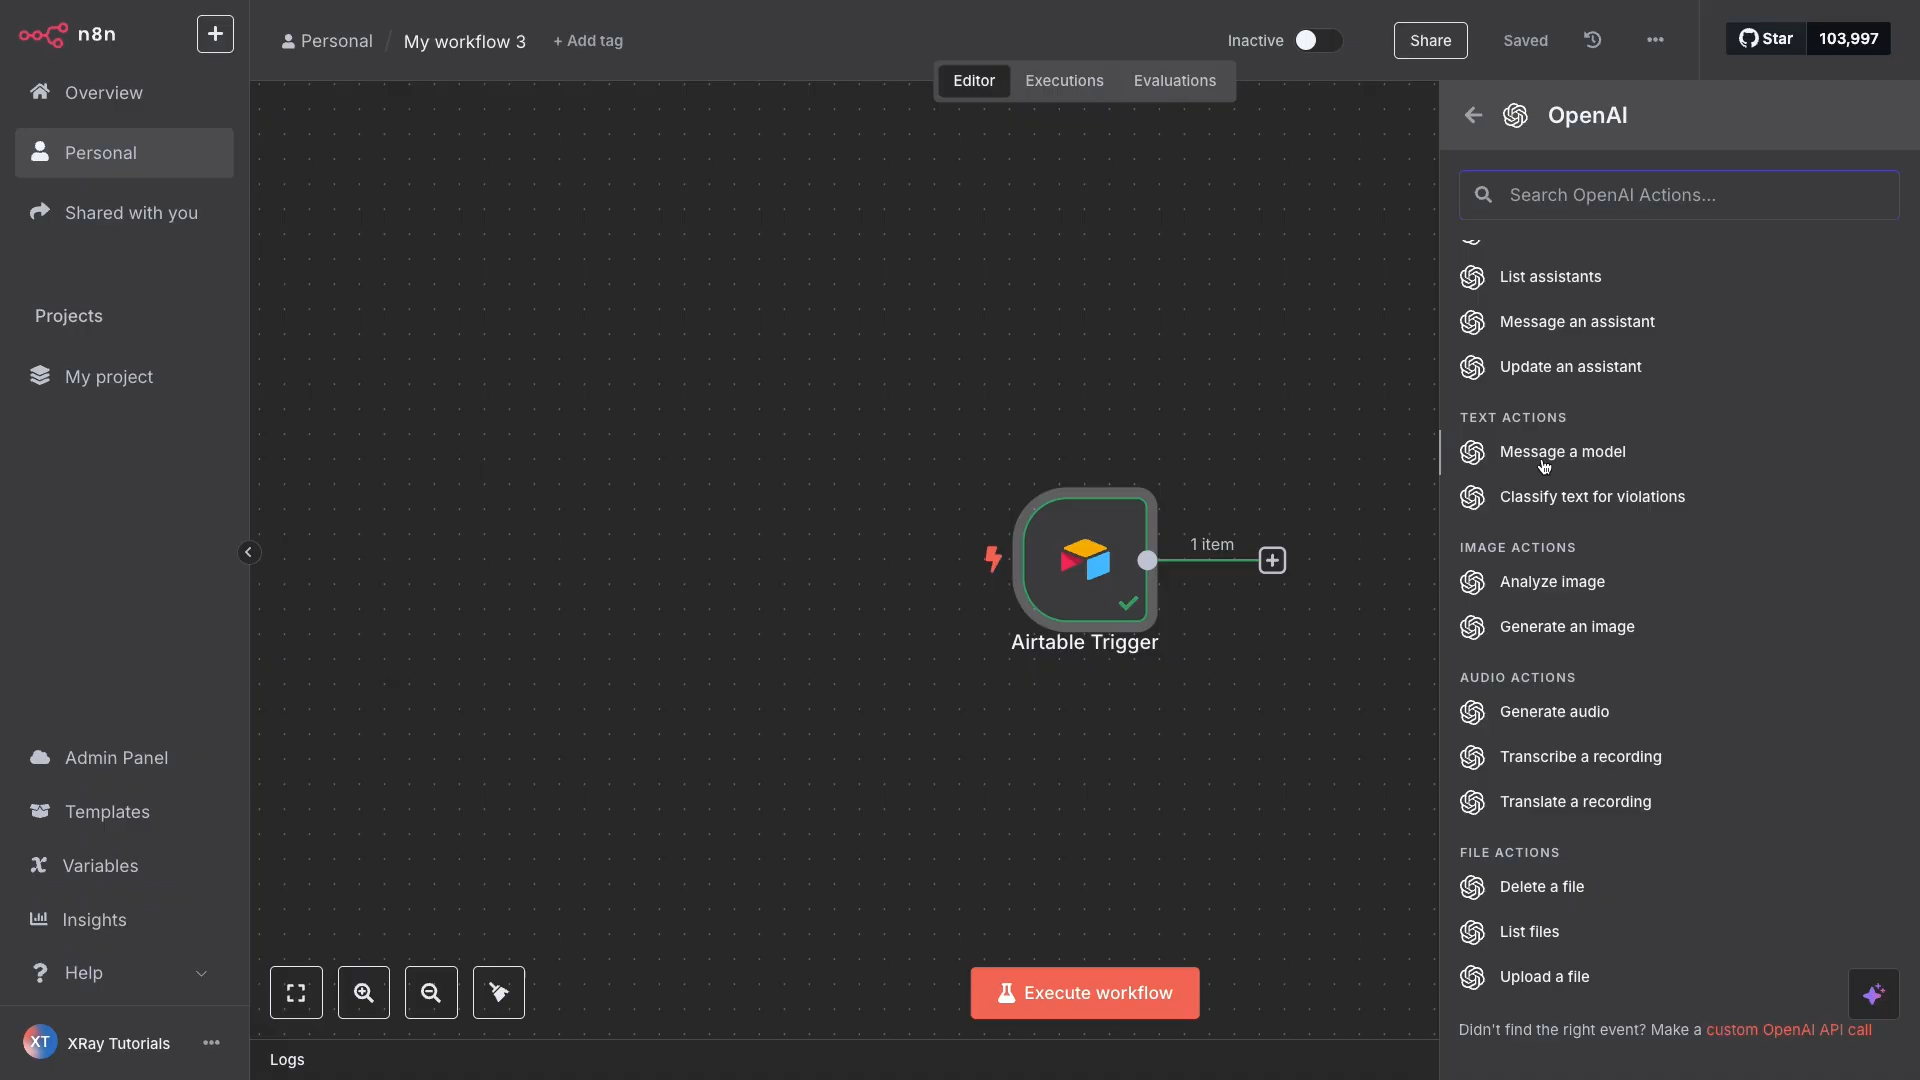 n8n
Overview
Personal
Shared with you
Projects
My project
Admin Panel
Templates
Variables
Insights
Help
XT
XRay Tutorials
Personal / My workflow 3 + Add tag
Inactive
Share
Saved
Star 103,997
Editor Executions Evaluations
1 item
Airtable Trigger
Execute workflow
Logs
OpenAI
Search OpenAI Actions...
List assistants
Message an assistant
Update an assistant
TEXT ACTIONS
Message a model
Classify text for violations
IMAGE ACTIONS
Analyze image
Generate an image
AUDIO ACTIONS
Generate audio
Transcribe a recording
Translate a recording
FILE ACTIONS
Delete a file
List files
Upload a file
Didn't find the right event? Make a custom OpenAI API call